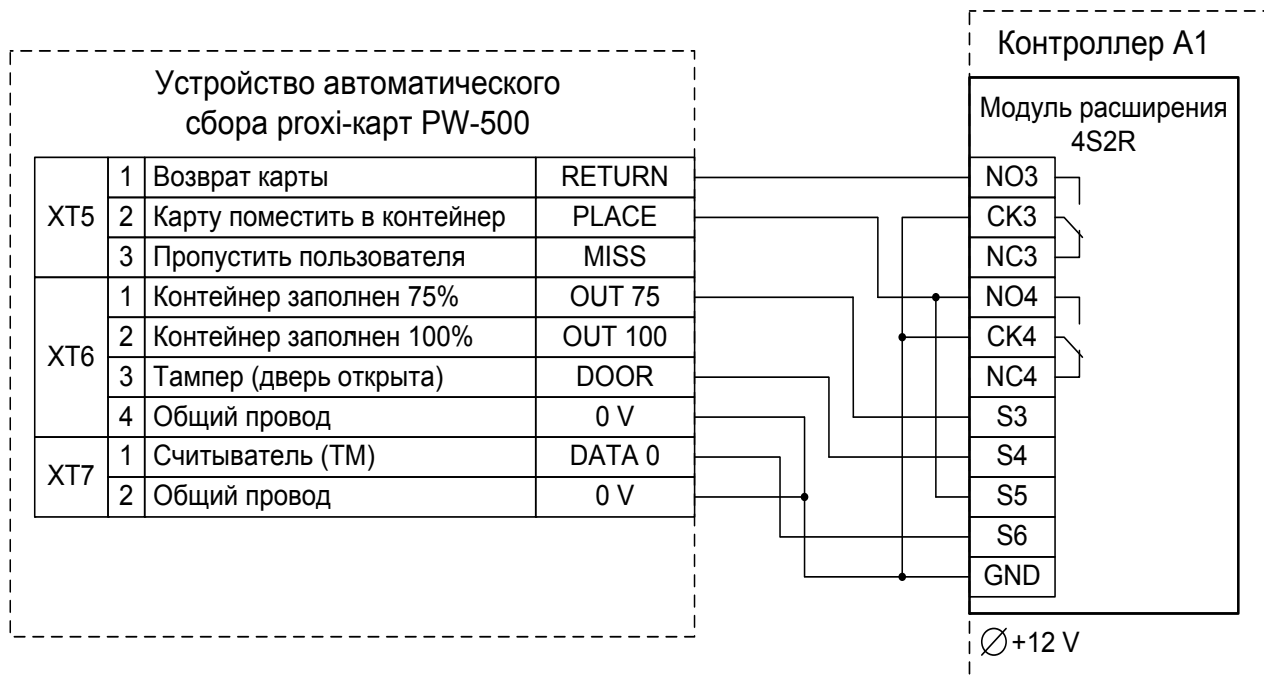 Контроллер А1
Устройство автоматического
сбора proxi-карт PW-500
Модуль расширения
4S2R
XT5
1 Возврат карты RETURN
2 Карту поместить в контейнер PLACE
3 Пропустить пользователя MISS
XT6
1 Контейнер заполнен 75% OUT 75
2 Контейнер заполнен 100% OUT 100
3 Тампер (дверь открыта) DOOR
4 Общий провод 0 V
XT7
1 Считыватель (ТМ) DATA 0
2 Общий провод 0 V
NO3
CK3
NC3
NO4
CK4
NC4
S3
S4
S5
S6
GND
+12 V